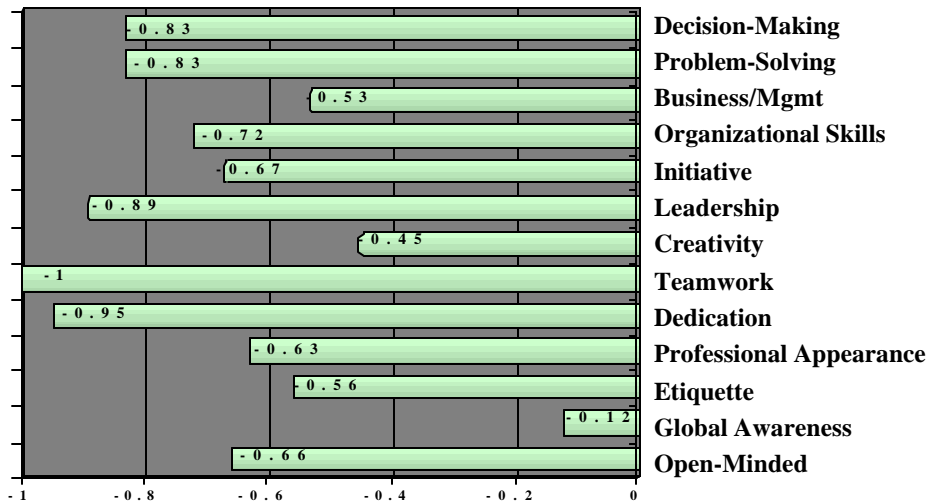 -0.83 Decision-Making
-0.83 Problem-Solving
-0.53 Business/Mgmt
-0.72 Organizational Skills
-0.67 Initiative
-0.89 Leadership
-0.45 Creativity
-1 Teamwork
-0.95 Dedication
-0.63 Professional Appearance
-0.56 Etiquette
-0.12 Global Awareness
-0.66 Open-Minded
-1 -0.8 -0.6 -0.4 -0.2 0